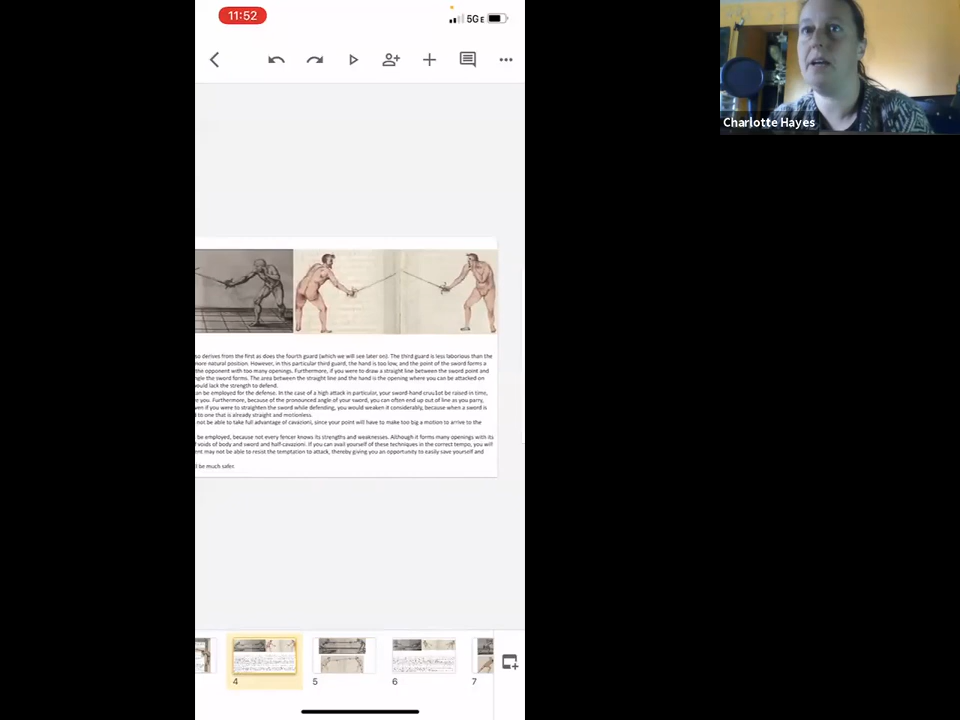 11:52
5G E
Charlotte Hayes
so derives from the first as does the fourth guard (which we will see later on). The third guard is less laborious than the
more natural position. However, in this particular third guard, the hand is too low, and the point of the sword forms a
the opponent with too many openings. Furthermore, if you were to draw a straight line between the sword point and
ngle the sword forms. The area between the straight line and the hand is the opening where you can be attacked on
would lack the strength to defend.
can be employed for the defense. In the case of a high attack in particular, your sword-hand be raised in time,
e you. Furthermore, because of the pronounced angle of your sword, you can often end up out of line as you parry,
ven if you were to straighten the sword while defending, you would weaken it considerably, because when a sword is
d to one that is already straight and motionless.
not be able to take full advantage of cavazioni, since your point will have to make too big a motion to arrive to the
be employed, because not every fencer knows its strengths and weaknesses. Although it forms many openings with its
voids of body and sword and half-cavazioni. If you can avail yourself of these techniques in the correct tempo, you will
ent may not be able to resist the temptation to attack, thereby giving you an opportunity to easily save yourself and
ll be much safer.
4
5
6
7